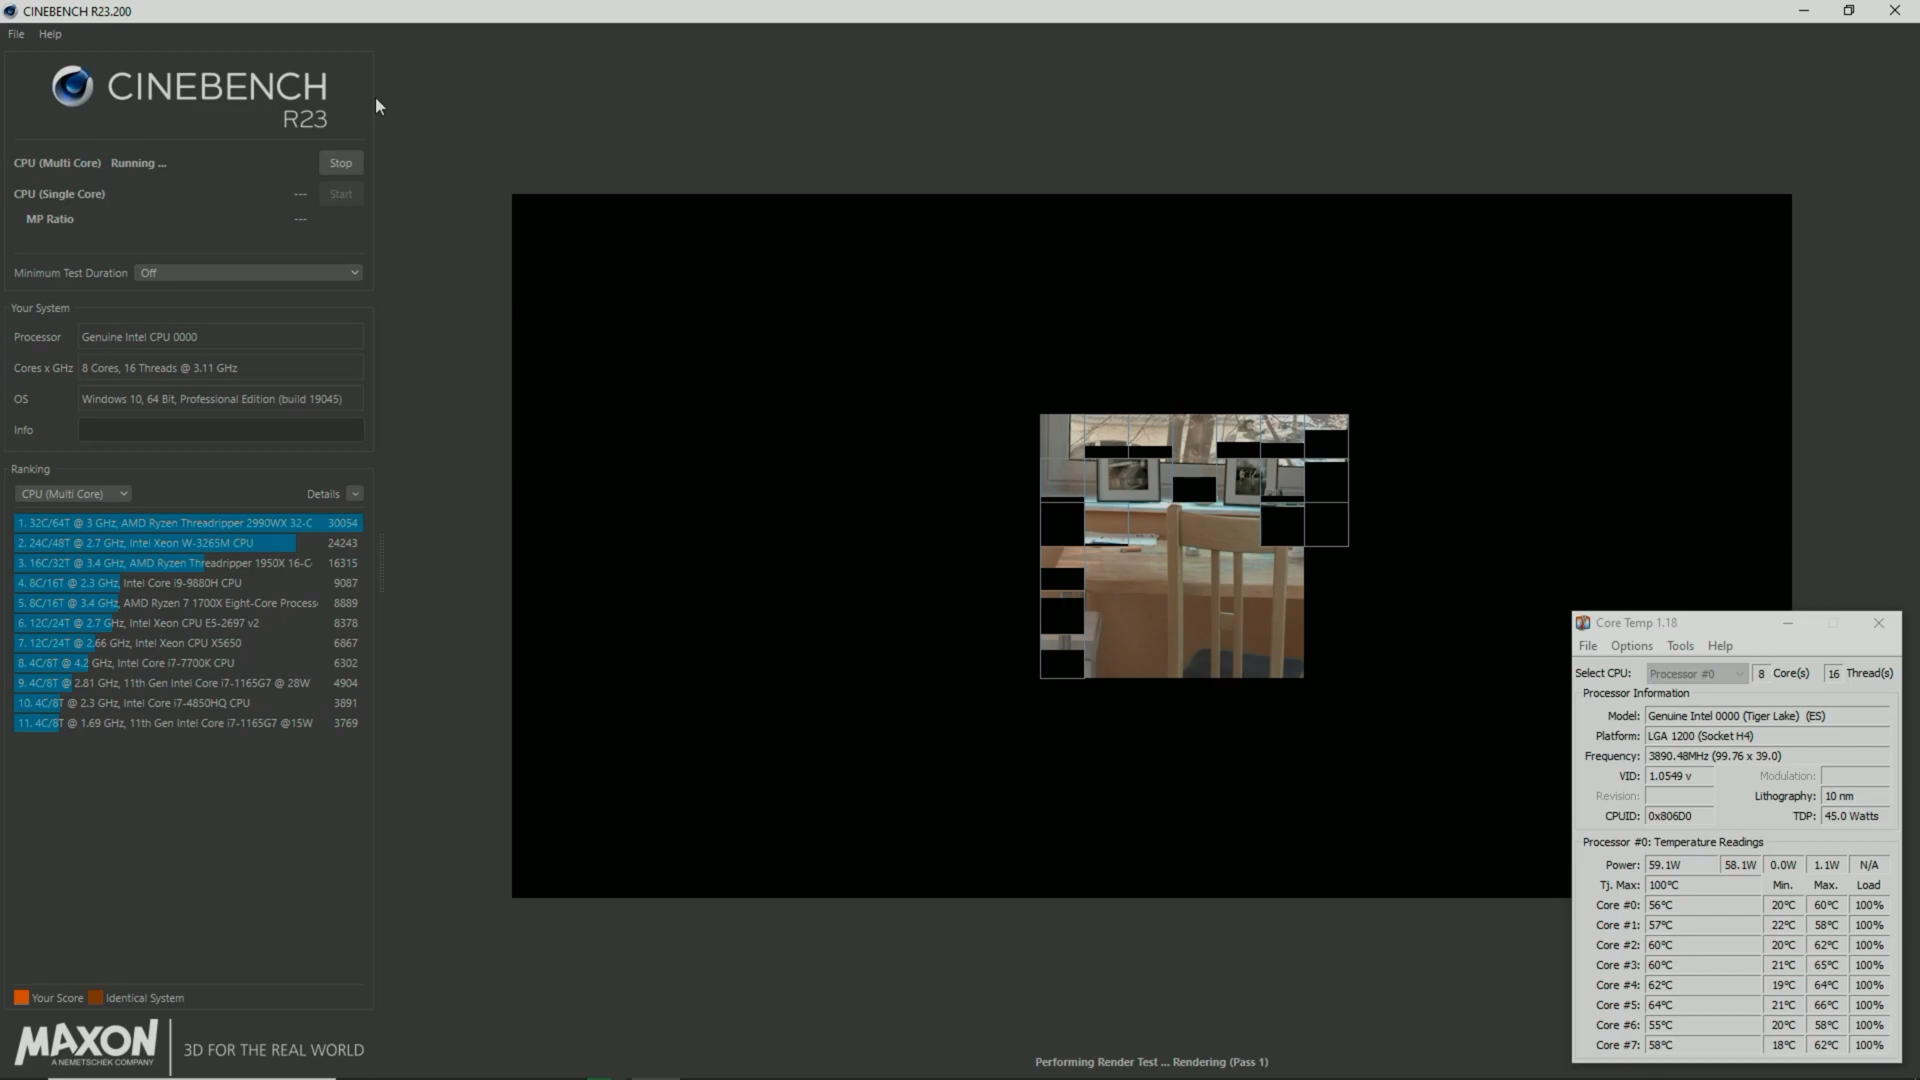 CINEBENCH R23.200
File Help
CINEBENCH
R23
CPU (Multi Core) Running ... Stop
CPU (Single Core) --- Start
MP Ratio ---
Minimum Test Duration Off
Your System
Processor Genuine Intel CPU 0000
Cores x GHz 8 Cores, 16 Threads @ 3.11 GHz
OS Windows 10, 64 Bit, Professional Edition (build 19045)
Info
Ranking
CPU (Multi Core) Details
1. 32C/64T @ 3 GHz, AMD Ryzen Threadripper 2990WX 32-C 30054
2. 24C/48T @ 2.7 GHz, Intel Xeon W-3265M CPU 24243
3. 16C/32T @ 3.4 GHz, AMD Ryzen Threadripper 1950X 16-C 16315
4. 8C/16T @ 2.3 GHz, Intel Core i9-9880H CPU 9087
5. 8C/16T @ 3.4 GHz, AMD Ryzen 7 1700X Eight-Core Process 8889
6. 12C/24T @ 2.7 GHz, Intel Xeon CPU E5-2697 v2 8378
7. 12C/24T @ 2.66 GHz, Intel Xeon CPU X5650 6867
8. 4C/8T @ 4.2 GHz, Intel Core i7-7700K CPU 6302
9. 4C/8T @ 2.81 GHz, 11th Gen Intel Core i7-1165G7 @ 28W 4904
10. 4C/8T @ 2.3 GHz, Intel Core i7-4850HQ CPU 3891
11. 4C/8T @ 1.69 GHz, 11th Gen Intel Core i7-1165G7 @15W 3769
Your Score Identical System
MAXON
A NEMETSCHEK COMPANY
3D FOR THE REAL WORLD
Performing Render Test ... Rendering (Pass 1)
Core Temp 1.18
File Options Tools Help
Select CPU: Processor #0 8 Core(s) 16 Thread(s)
Processor Information
Model: Genuine Intel 0000 (Tiger Lake) (ES)
Platform: LGA 1200 (Socket H4)
Frequency: 3890.48MHz (99.76 x 39.0)
VID: 1.0549 v Modulation:
Revision: Lithography: 10 nm
CPUID: 0x806D0 TDP: 45.0 Watts
Processor #0: Temperature Readings
Power: 59.1W 58.1W 0.0W 1.1W N/A
Tj. Max: 100°C Min. Max. Load
Core #0: 56°C 20°C 60°C 100%
Core #1: 57°C 22°C 58°C 100%
Core #2: 60°C 20°C 62°C 100%
Core #3: 60°C 21°C 65°C 100%
Core #4: 62°C 19°C 64°C 100%
Core #5: 64°C 21°C 66°C 100%
Core #6: 55°C 20°C 58°C 100%
Core #7: 58°C 18°C 62°C 100%